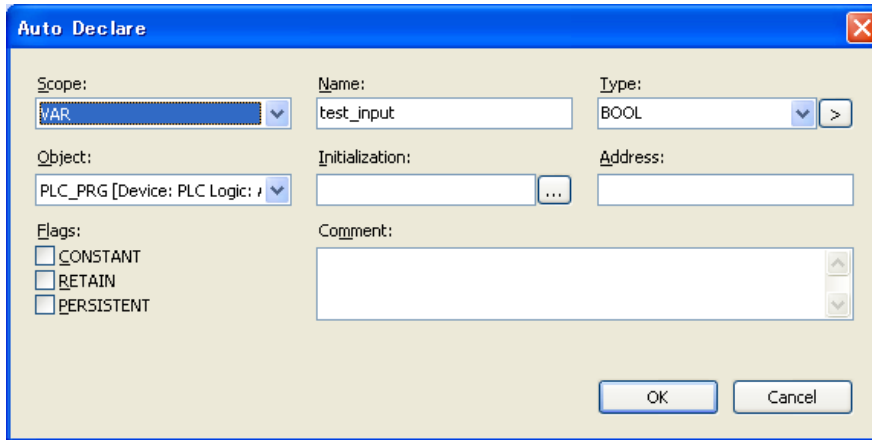 Auto Declare
Scope: Name: Type:
VAR test_input BOOL >
Object: Initialization: Address:
PLC_PRG [Device: PLC Logic: ...
Flags: Comment:
CONSTANT
RETAIN
PERSISTENT
OK Cancel